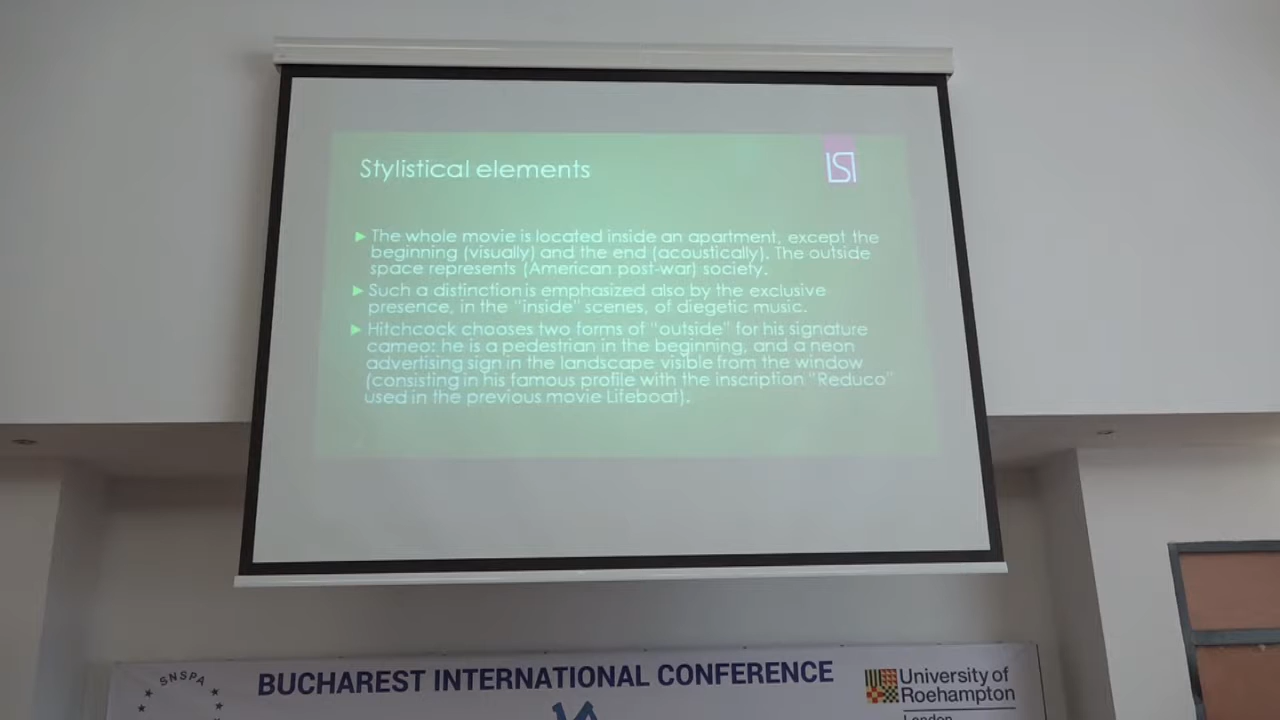 Stylistical elements
LSI
► The whole movie is located inside an apartment, except the
beginning (visually) and the end (acoustically). The outside
space represents (American post-war) society.
► Such a distinction is emphasized also by the exclusive
presence, in the "inside" scenes, of diegetic music.
► Hitchcock chooses two forms of "outside" for his signature
cameo: he is a pedestrian in the beginning, and a neon
advertising sign in the landscape visible from the window
(consisting in his famous profile with the inscription "Reduco"
used in the previous movie Lifeboat).
SNSPA
BUCHAREST INTERNATIONAL CONFERENCE
University of
Roehampton
London